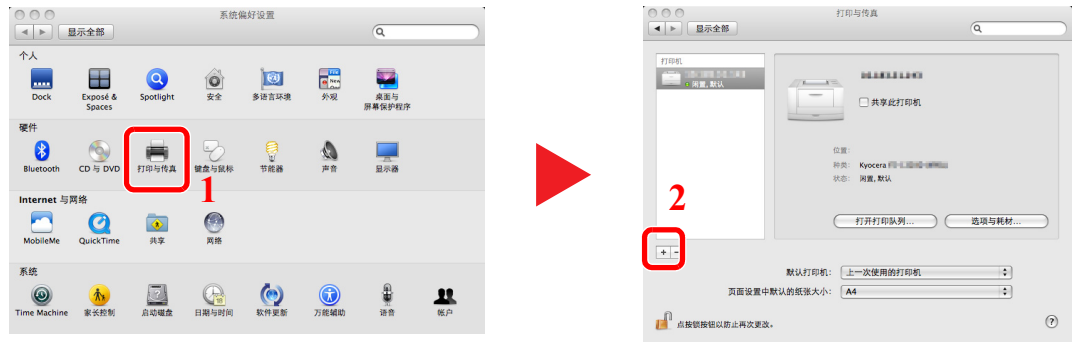 系统偏好设置
显示全部
个人
Dock
Exposé & Spaces
Spotlight
安全
多语言环境
外观
桌面与屏幕保护程序
硬件
Bluetooth
CD 与 DVD
打印与传真
键盘与鼠标
节能器
声音
显示器
1
Internet 与网络
MobileMe
QuickTime
共享
网络
系统
Time Machine
家长控制
启动磁盘
日期与时间
软件更新
万能辅助
语音
帐户
打印与传真
显示全部
打印机
闲置, 默认
共享此打印机
位置:
种类: Kyocera
状态: 闲置, 默认
2
打开打印队列...
选项与耗材...
+ −
默认打印机: 上一次使用的打印机
页面设置中默认的纸张大小: A4
点按锁按钮以防止再次更改。
?